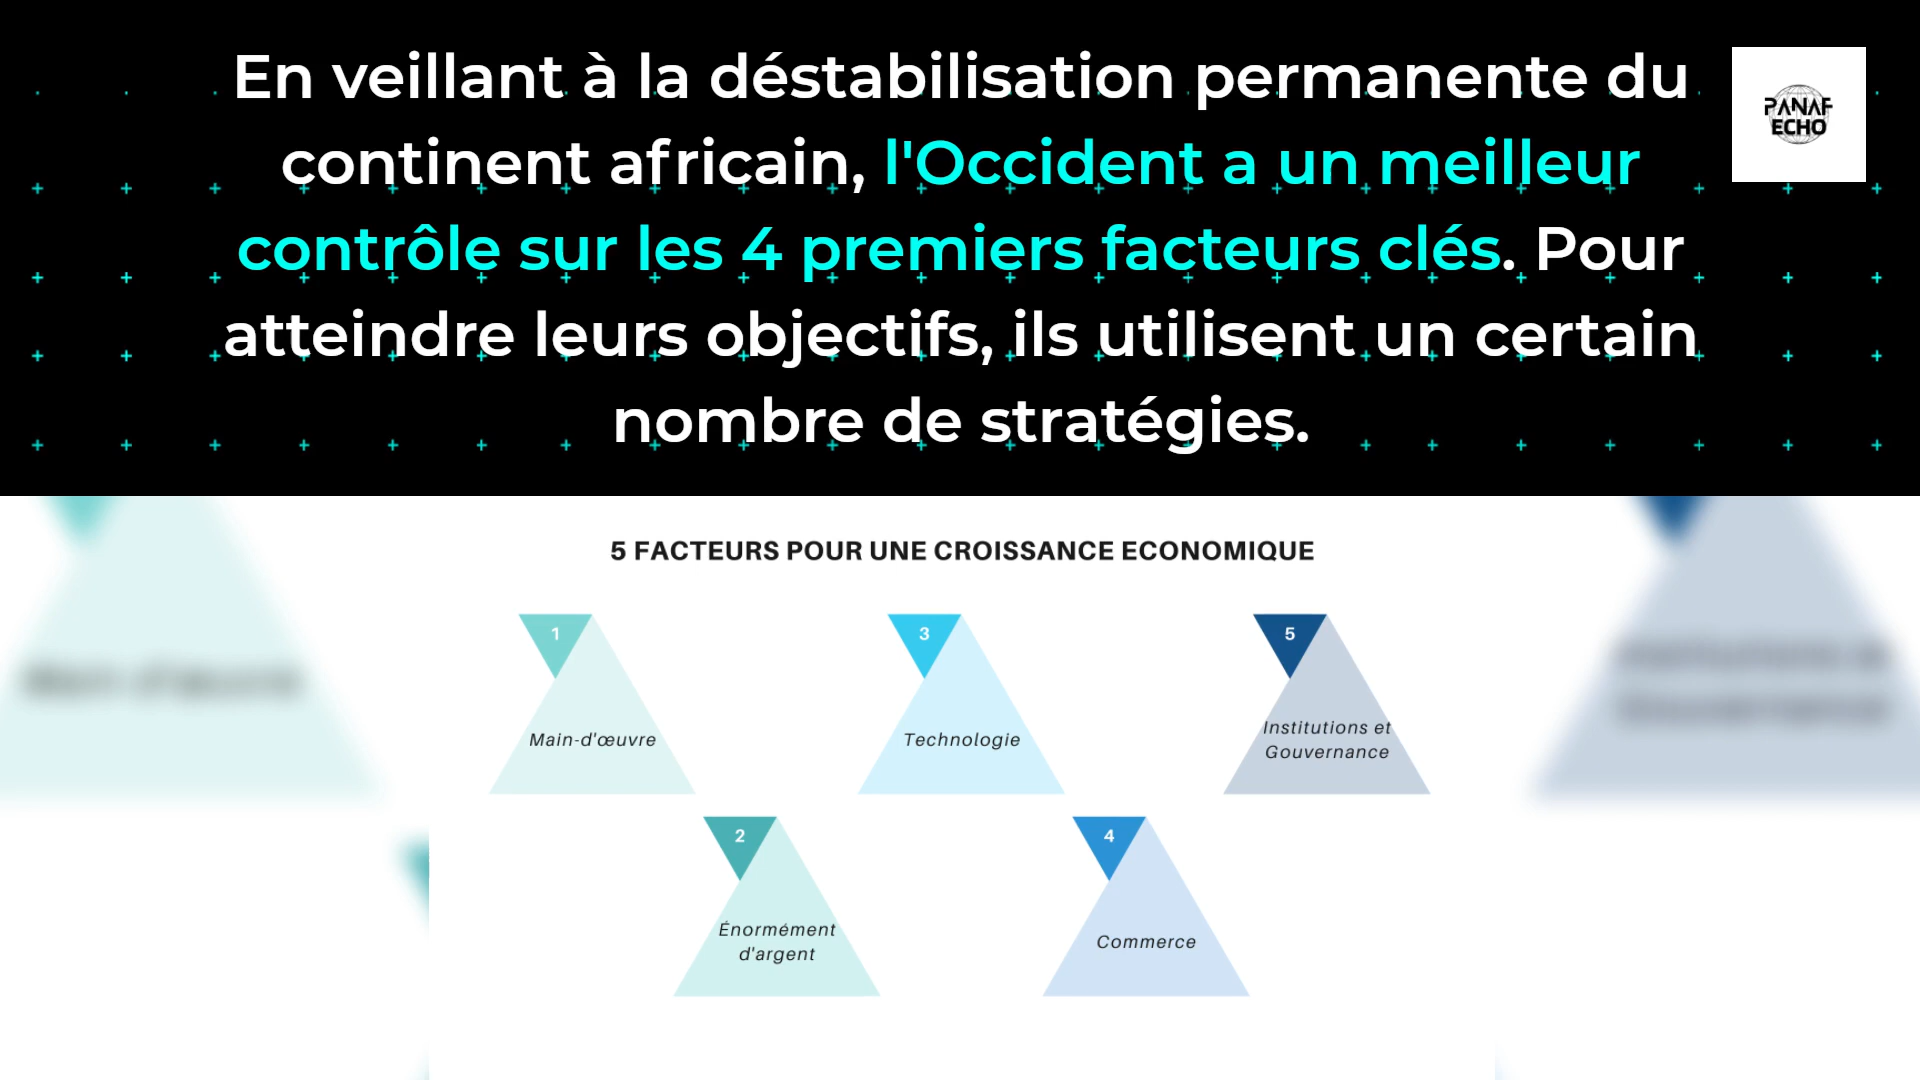 En veillant à la déstabilisation permanente du
continent africain, l'Occident a un meilleur
contrôle sur les 4 premiers facteurs clés. Pour
atteindre leurs objectifs, ils utilisent un certain
nombre de stratégies.
PANAF
ECHO
5 FACTEURS POUR UNE CROISSANCE ECONOMIQUE
1
Main-d'œuvre
3
Technologie
5
Institutions et
Gouvernance
2
Énormément
d'argent
4
Commerce